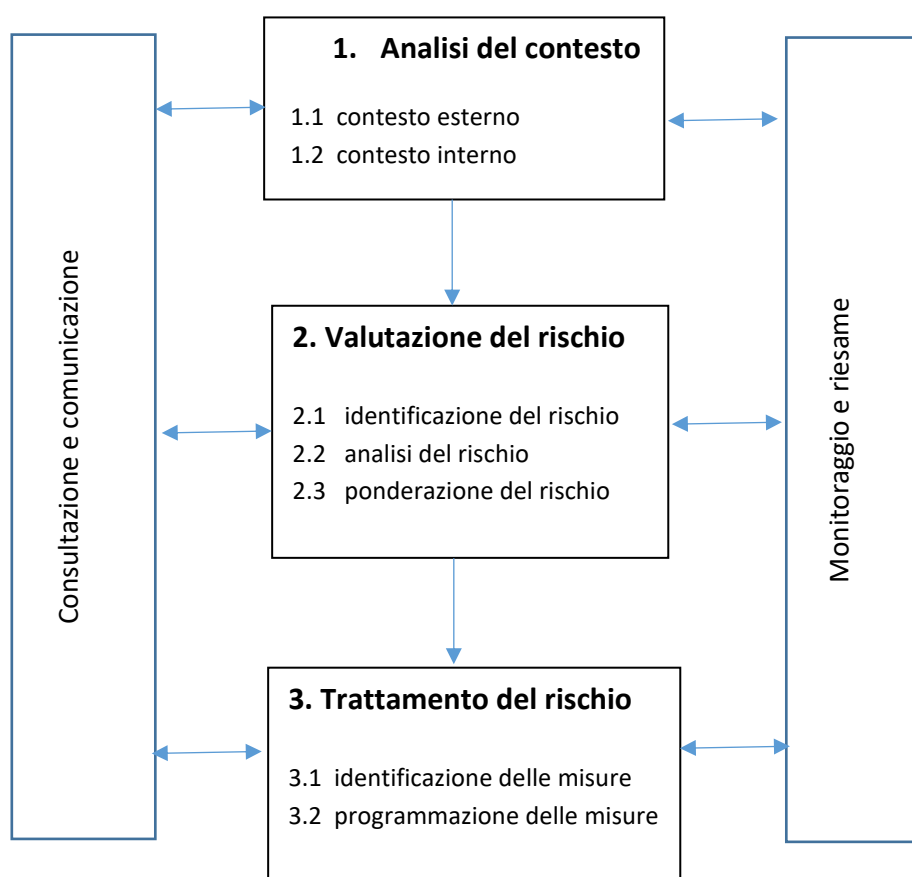 Consultazione e comunicazione
1. Analisi del contesto
1.1 contesto esterno
1.2 contesto interno
2. Valutazione del rischio
2.1 identificazione del rischio
2.2 analisi del rischio
2.3 ponderazione del rischio
3. Trattamento del rischio
3.1 identificazione delle misure
3.2 programmazione delle misure
Monitoraggio e riesame